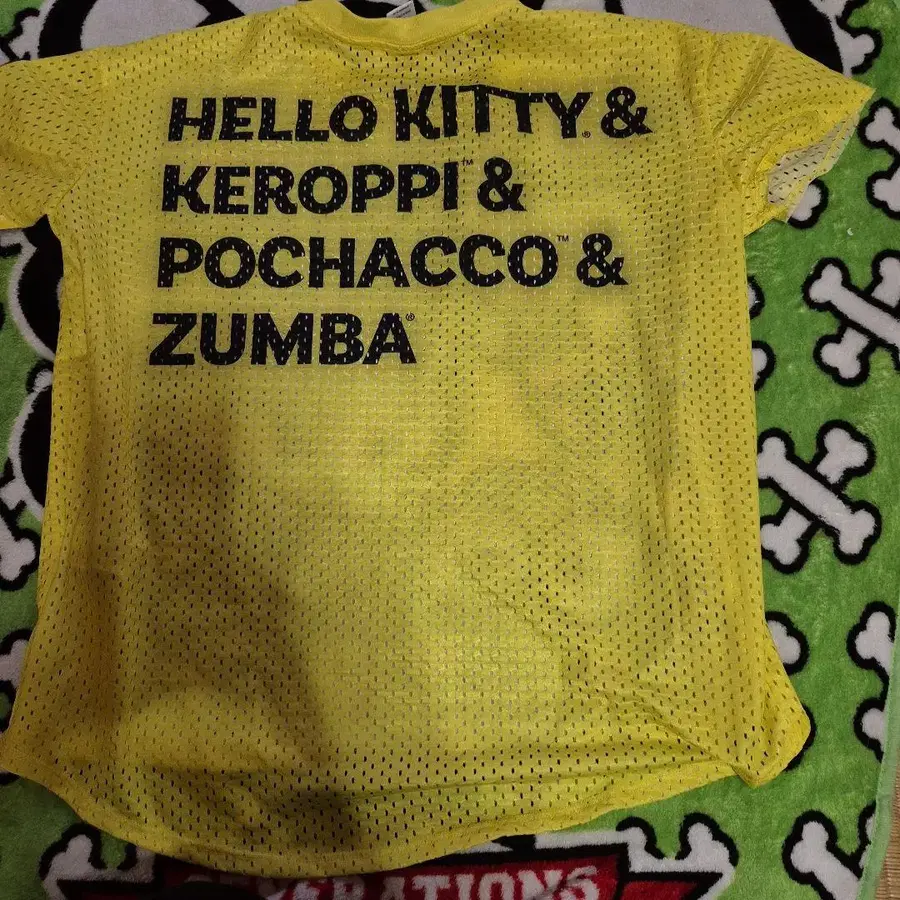 HELLO KITTY® &
KEROPPI™ &
POCHACCO™ &
ZUMBA®